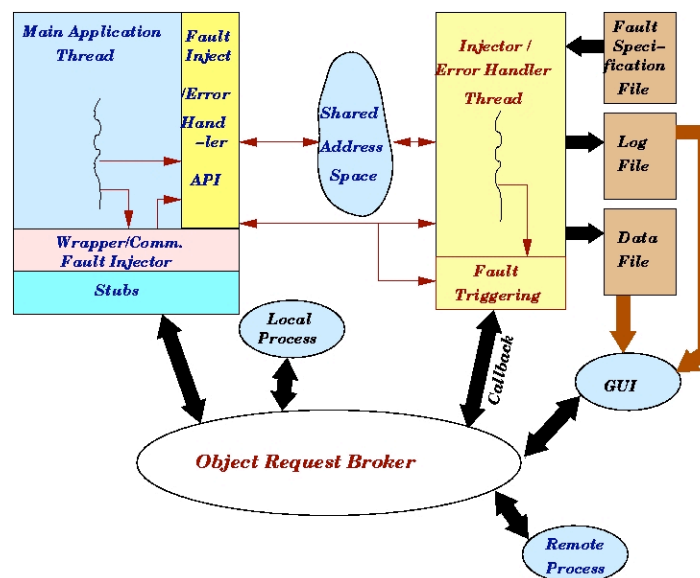 Main Application
Thread
Fault
Inject
/Error
Hand-
-ler
API
Wrapper/Comm.
Fault Injector
Stubs
Shared
Address
Space
Injector /
Error Handler
Thread
Fault
Triggering
Fault
Speci-
fication
File
Log
File
Data
File
Local
Process
Callback
GUI
Object Request Broker
Remote
Process